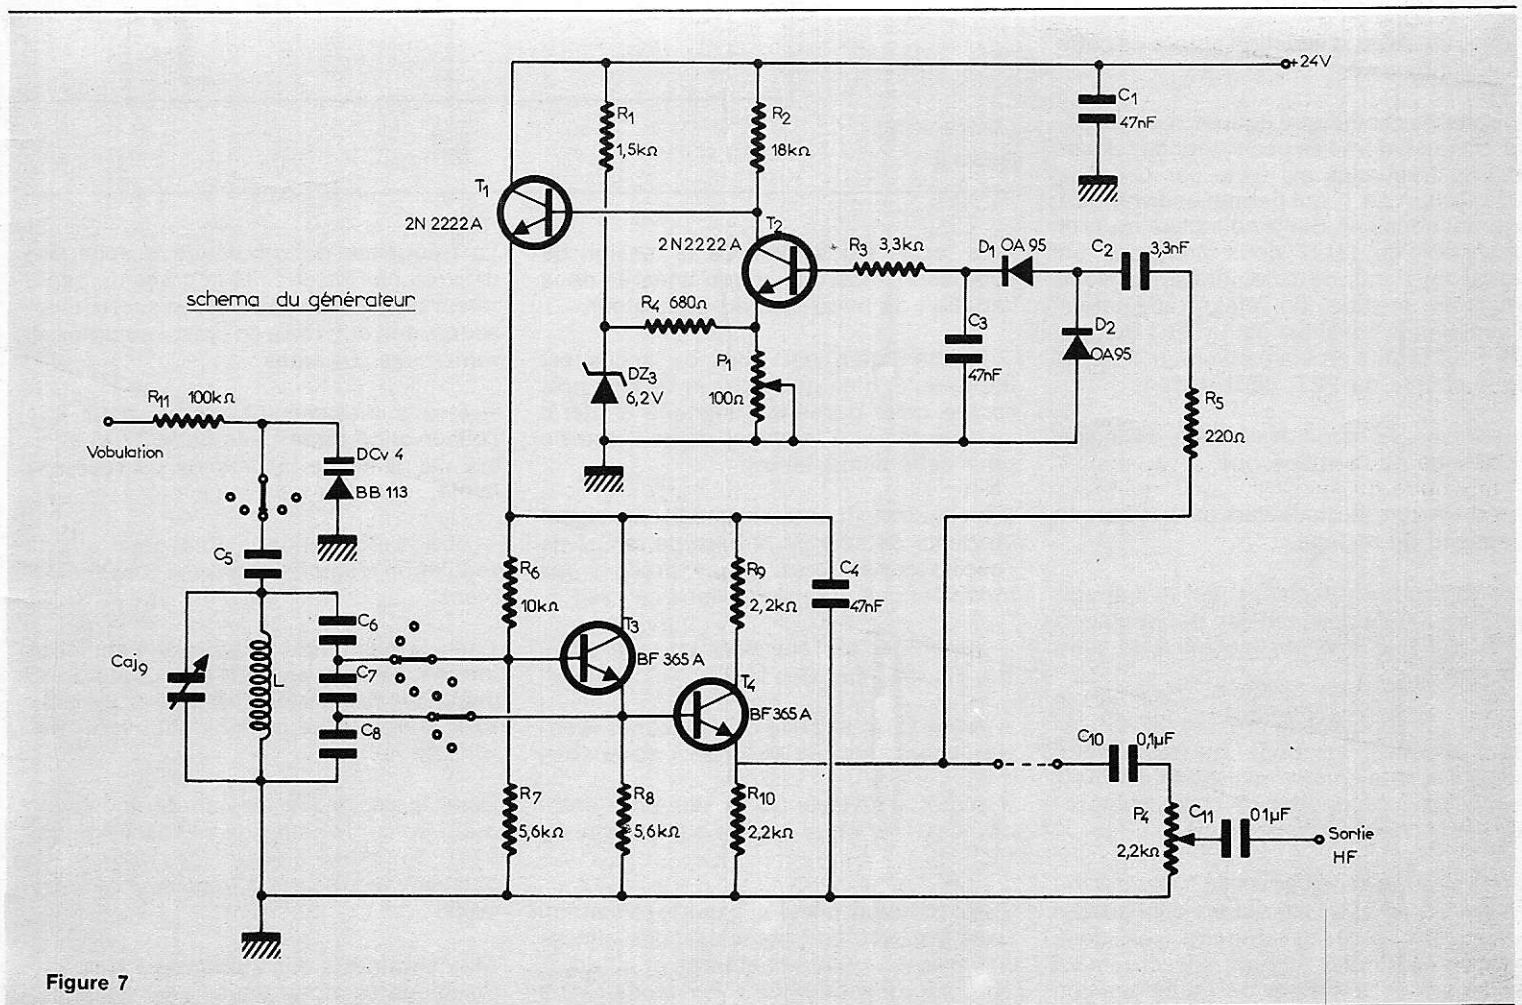 +24V
R1
1,5kΩ
R2
18kΩ
C1
47nF
T1
2N 2222A
T2
2N2222A
R3 3,3kΩ
D1 OA 95
C2 3,3nF
schema du générateur
R4 680Ω
C3
47nF
D2
OA95
DZ3
6,2V
P1
100Ω
R5
220Ω
R11 100kΩ
Vobulation
DCv 4
BB 113
C5
R6
10kΩ
R9
2,2kΩ
C4
47nF
C6
T3
BF 365 A
Caj9
L
C7
T4
BF 365 A
C8
C10 0,1µF
R7
5,6kΩ
R8
5,6kΩ
R10
2,2kΩ
P4
2,2kΩ
C11 01µF
Sortie
HF
Figure 7